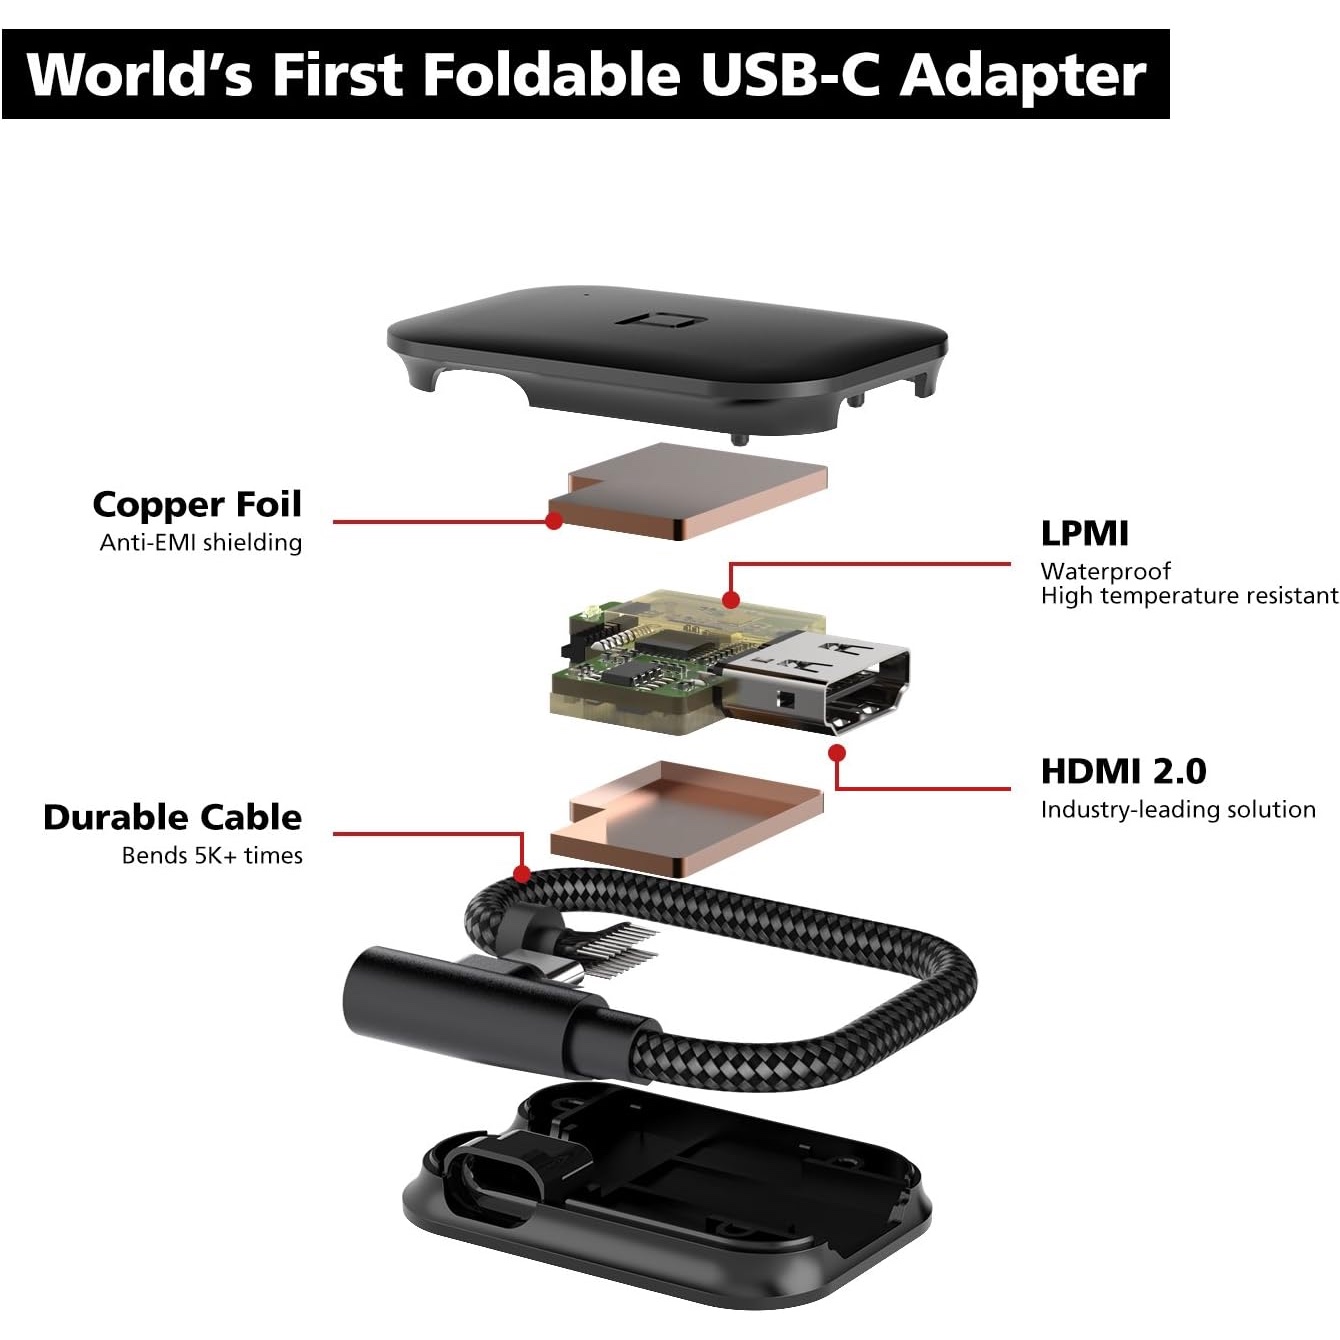 World's First Foldable USB-C Adapter
Copper Foil
Anti-EMI shielding
LPMI
Waterproof
High temperature resistant
HDMI 2.0
Industry-leading solution
Durable Cable
Bends 5K+ times